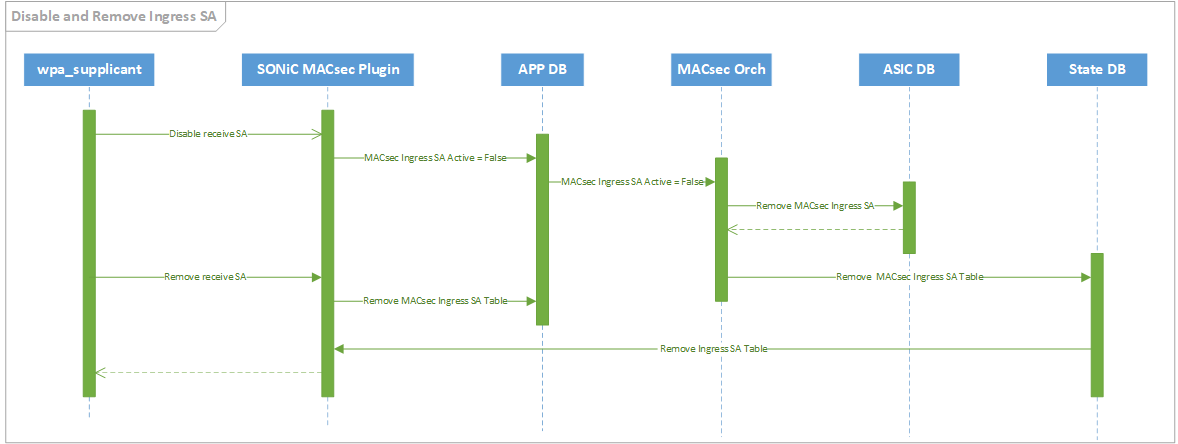 Disable and Remove Ingress SA
wpa_supplicant
SONiC MACsec Plugin
APP DB
MACsec Orch
ASIC DB
State DB
Disable receive SA
MACsec Ingress SA Active = False
MACsec Ingress SA Active = False
Remove MACsec Ingress SA
Remove receive SA
Remove  MACsec Ingress SA Table
Remove MACsec Ingress SA Table
Remove Ingress SA Table